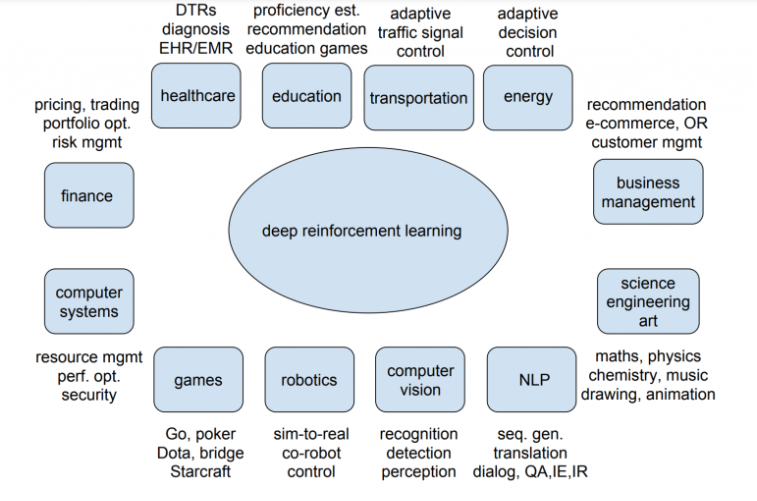 DTRs
diagnosis
EHR/EMR
healthcare
proficiency est.
recommendation
education games
education
adaptive
traffic signal
control
transportation
adaptive
decision
control
energy
pricing, trading
portfolio opt.
risk mgmt
finance
recommendation
e-commerce, OR
customer mgmt
business
management
deep reinforcement learning
computer
systems
resource mgmt
perf. opt.
security
science
engineering
art
maths, physics
chemistry, music
drawing, animation
games
Go, poker
Dota, bridge
Starcraft
robotics
sim-to-real
co-robot
control
computer
vision
recognition
detection
perception
NLP
seq. gen.
translation
dialog, QA,IE,IR